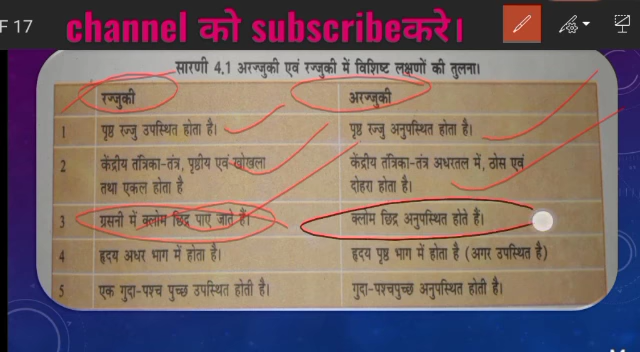 F 17
channel को subscribeकरे।
सारणी 4.1 अरज्जुकी एवं रज्जुकी में विशिष्ट लक्षणों की तुलना।
रज्जुकी अरज्जुकी
1 पृष्ठ रज्जु उपस्थित होता है। पृष्ठ रज्जु अनुपस्थित होता है।
2 केंद्रीय तंत्रिका-तंत्र, पृष्ठीय एवं खोखला केंद्रीय तंत्रिका-तंत्र अधरतल में, ठोस एवं
तथा एकल होता है दोहरा होता है।
3 ग्रसनी में क्लोम छिद्र पाए जाते हैं। क्लोम छिद्र अनुपस्थित होते हैं।
4 हृदय अधर भाग में होता है। हृदय पृष्ठ भाग में होता है (अगर उपस्थित है)
5 एक गुदा-पश्च पुच्छ उपस्थित होती है। गुदा-पश्चपुच्छ अनुपस्थित होती है।